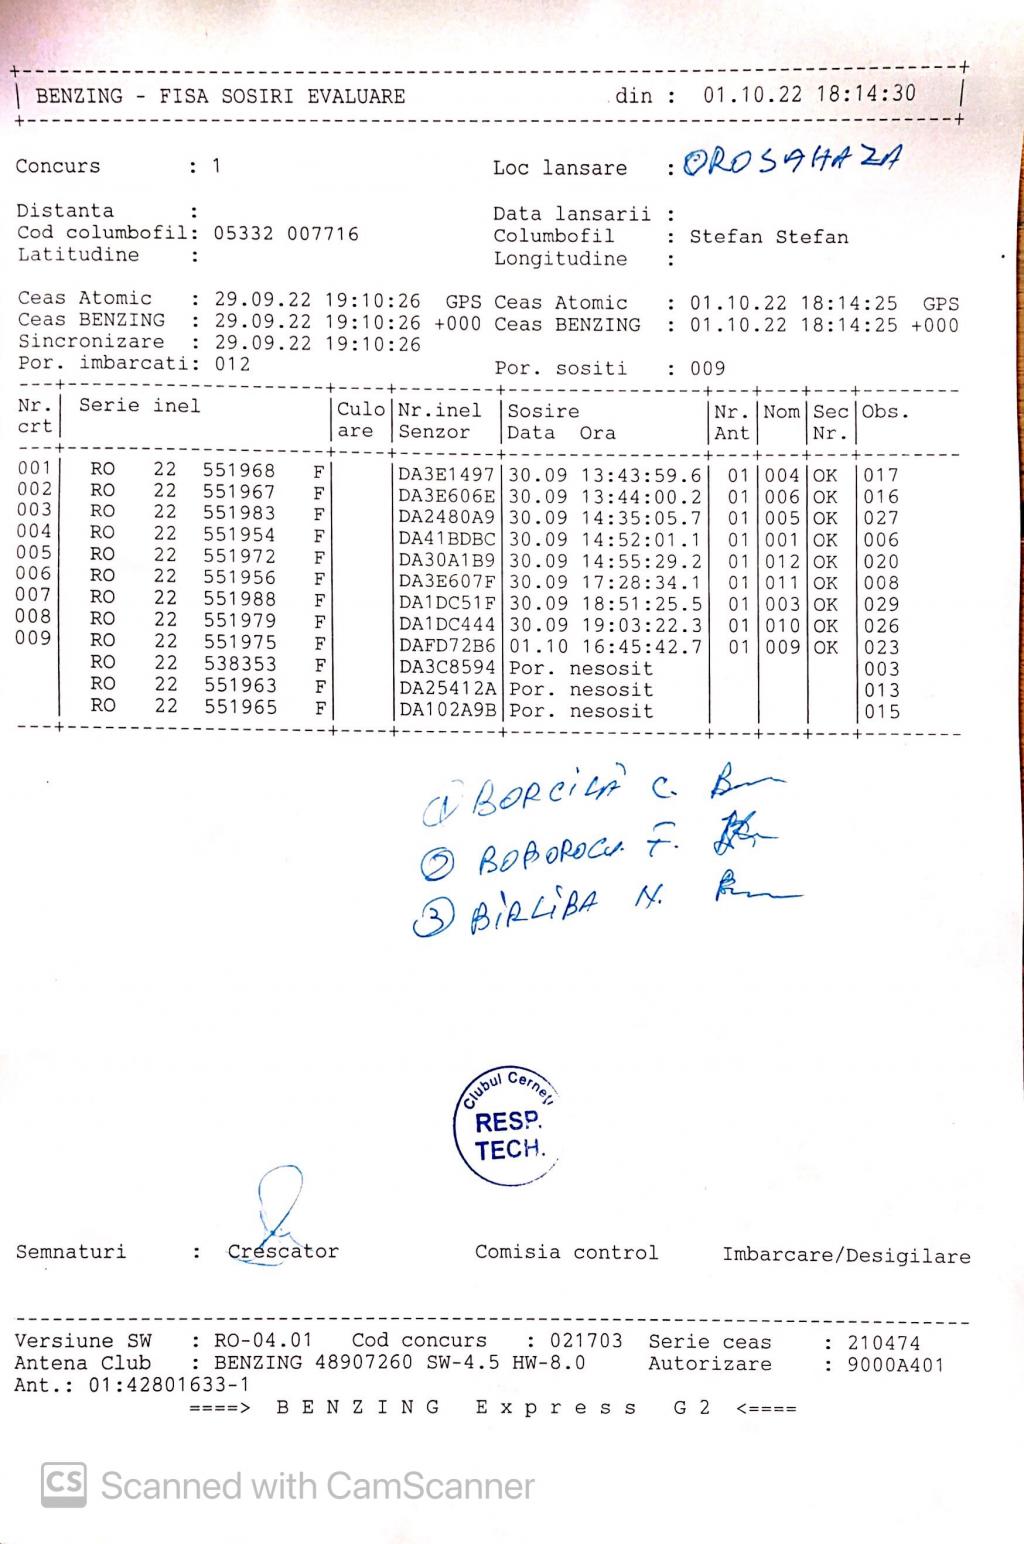 BENZING - FISA SOSIRI EVALUARE din : 01.10.22 18:14:30
Concurs : 1 Loc lansare : OROSAHAZA
Distanta : Data lansarii :
Cod columbofil: 05332 007716 Columbofil : Stefan Stefan
Latitudine : Longitudine :
Ceas Atomic : 29.09.22 19:10:26 GPS Ceas Atomic : 01.10.22 18:14:25 GPS
Ceas BENZING : 29.09.22 19:10:26 +000 Ceas BENZING : 01.10.22 18:14:25 +000
Sincronizare : 29.09.22 19:10:26
Por. imbarcati: 012 Por. sositi : 009
Nr. Serie inel Culo Nr.inel Sosire Nr. Nom Sec Obs.
crt are Senzor Data Ora Ant Nr.
001 RO 22 551968 F DA3E1497 30.09 13:43:59.6 01 004 OK 017
002 RO 22 551967 F DA3E606E 30.09 13:44:00.2 01 006 OK 016
003 RO 22 551983 F DA2480A9 30.09 14:35:05.7 01 005 OK 027
004 RO 22 551954 F DA41BDBC 30.09 14:52:01.1 01 001 OK 006
005 RO 22 551972 F DA30A1B9 30.09 14:55:29.2 01 012 OK 020
006 RO 22 551956 F DA3E607F 30.09 17:28:34.1 01 011 OK 008
007 RO 22 551988 F DA1DC51F 30.09 18:51:25.5 01 003 OK 029
008 RO 22 551979 F DA1DC444 30.09 19:03:22.3 01 010 OK 026
009 RO 22 551975 F DAFD72B6 01.10 16:45:42.7 01 009 OK 023
RO 22 538353 F DA3C8594 Por. nesosit 003
RO 22 551963 F DA25412A Por. nesosit 013
RO 22 551965 F DA102A9B Por. nesosit 015
1 BORCILĂ C.
2 BOBOROCU F.
3 BIRLIBA N.
Clubul Cerneți
RESP.
TECH.
Semnaturi : Crescator Comisia control Imbarcare/Desigilare
Versiune SW : RO-04.01 Cod concurs : 021703 Serie ceas : 210474
Antena Club : BENZING 48907260 SW-4.5 HW-8.0 Autorizare : 9000A401
Ant.: 01:42801633-1
====> B E N Z I N G E x p r e s s G 2 <====
CS Scanned with CamScanner